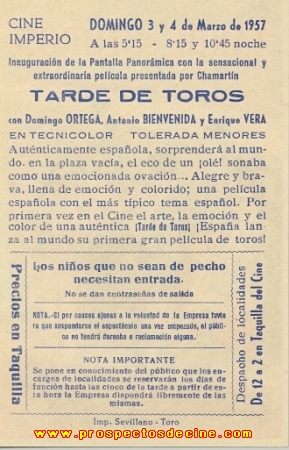 CINE
IMPERIO
DOMINGO 3 y 4 de Marzo de 1957
A las 5'15 - 8'15 y 10'45 noche
Inauguración de la Pantalla Panorámica con la sensacional y
extraordinaria película presentada por Chamartín
TARDE DE TOROS
con Domingo ORTEGA, Antonio BIENVENIDA y Enrique VERA
EN TECNICOLOR TOLERADA MENORES
Auténticamente española, sorprenderá al mun-
do. en la plaza vacía, el eco de un ¡olé! sonaba
como una emocionada ovación... Alegre y bra-
va, llena de emoción y colorido; una película
española con el más típico tema español. Por
primera vez en el Cine el arte, la emoción y el
color de una auténtica ¡Tarde de Toros! ¡España lan-
za al mundo su primera gran película de toros!
Precios en Taquilla
Los niños que no sean de pecho
necesitan entrada.
No se dan contraseñas de salida
NOTA.-Si por causas ajenas a la voluntad de la Empresa tuvie
ra que suspenderse el espectáculo una vez empezado, el públi-
co no tendrá derecho a reclamación alguna.
NOTA IMPORTANTE
Se pone en conocimiento del público que los en-
cargos de localidades se reservarán los días de
función hasta las cinco de la tarde a partir de es-
ta hora la Empresa dispondrá libremente de las
mismas.
Despacho de localidades
De 12 a 2 en Taquilla del Cine
Imp. Sevillano - Toro
www.prospectosdecine.com